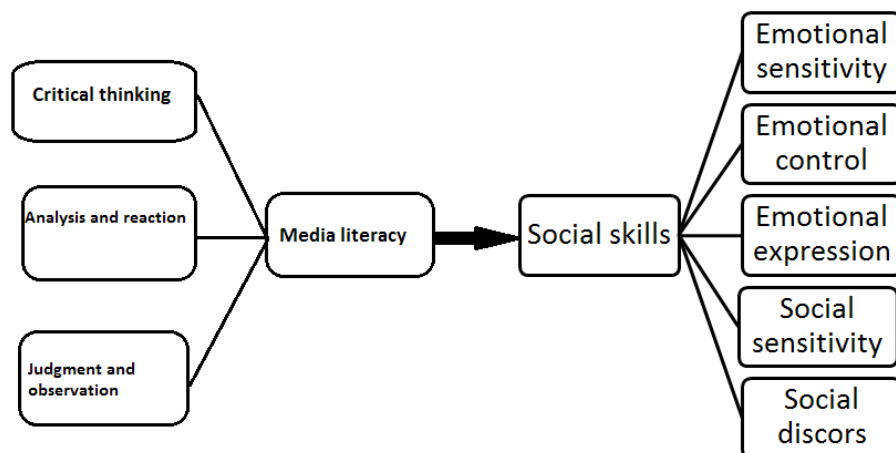 Critical thinking
Analysis and reaction
Judgment and
observation
Media literacy
Social skills
Emotional
sensitivity
Emotional
control
Emotional
expression
Social
sensitivity
Social
discors